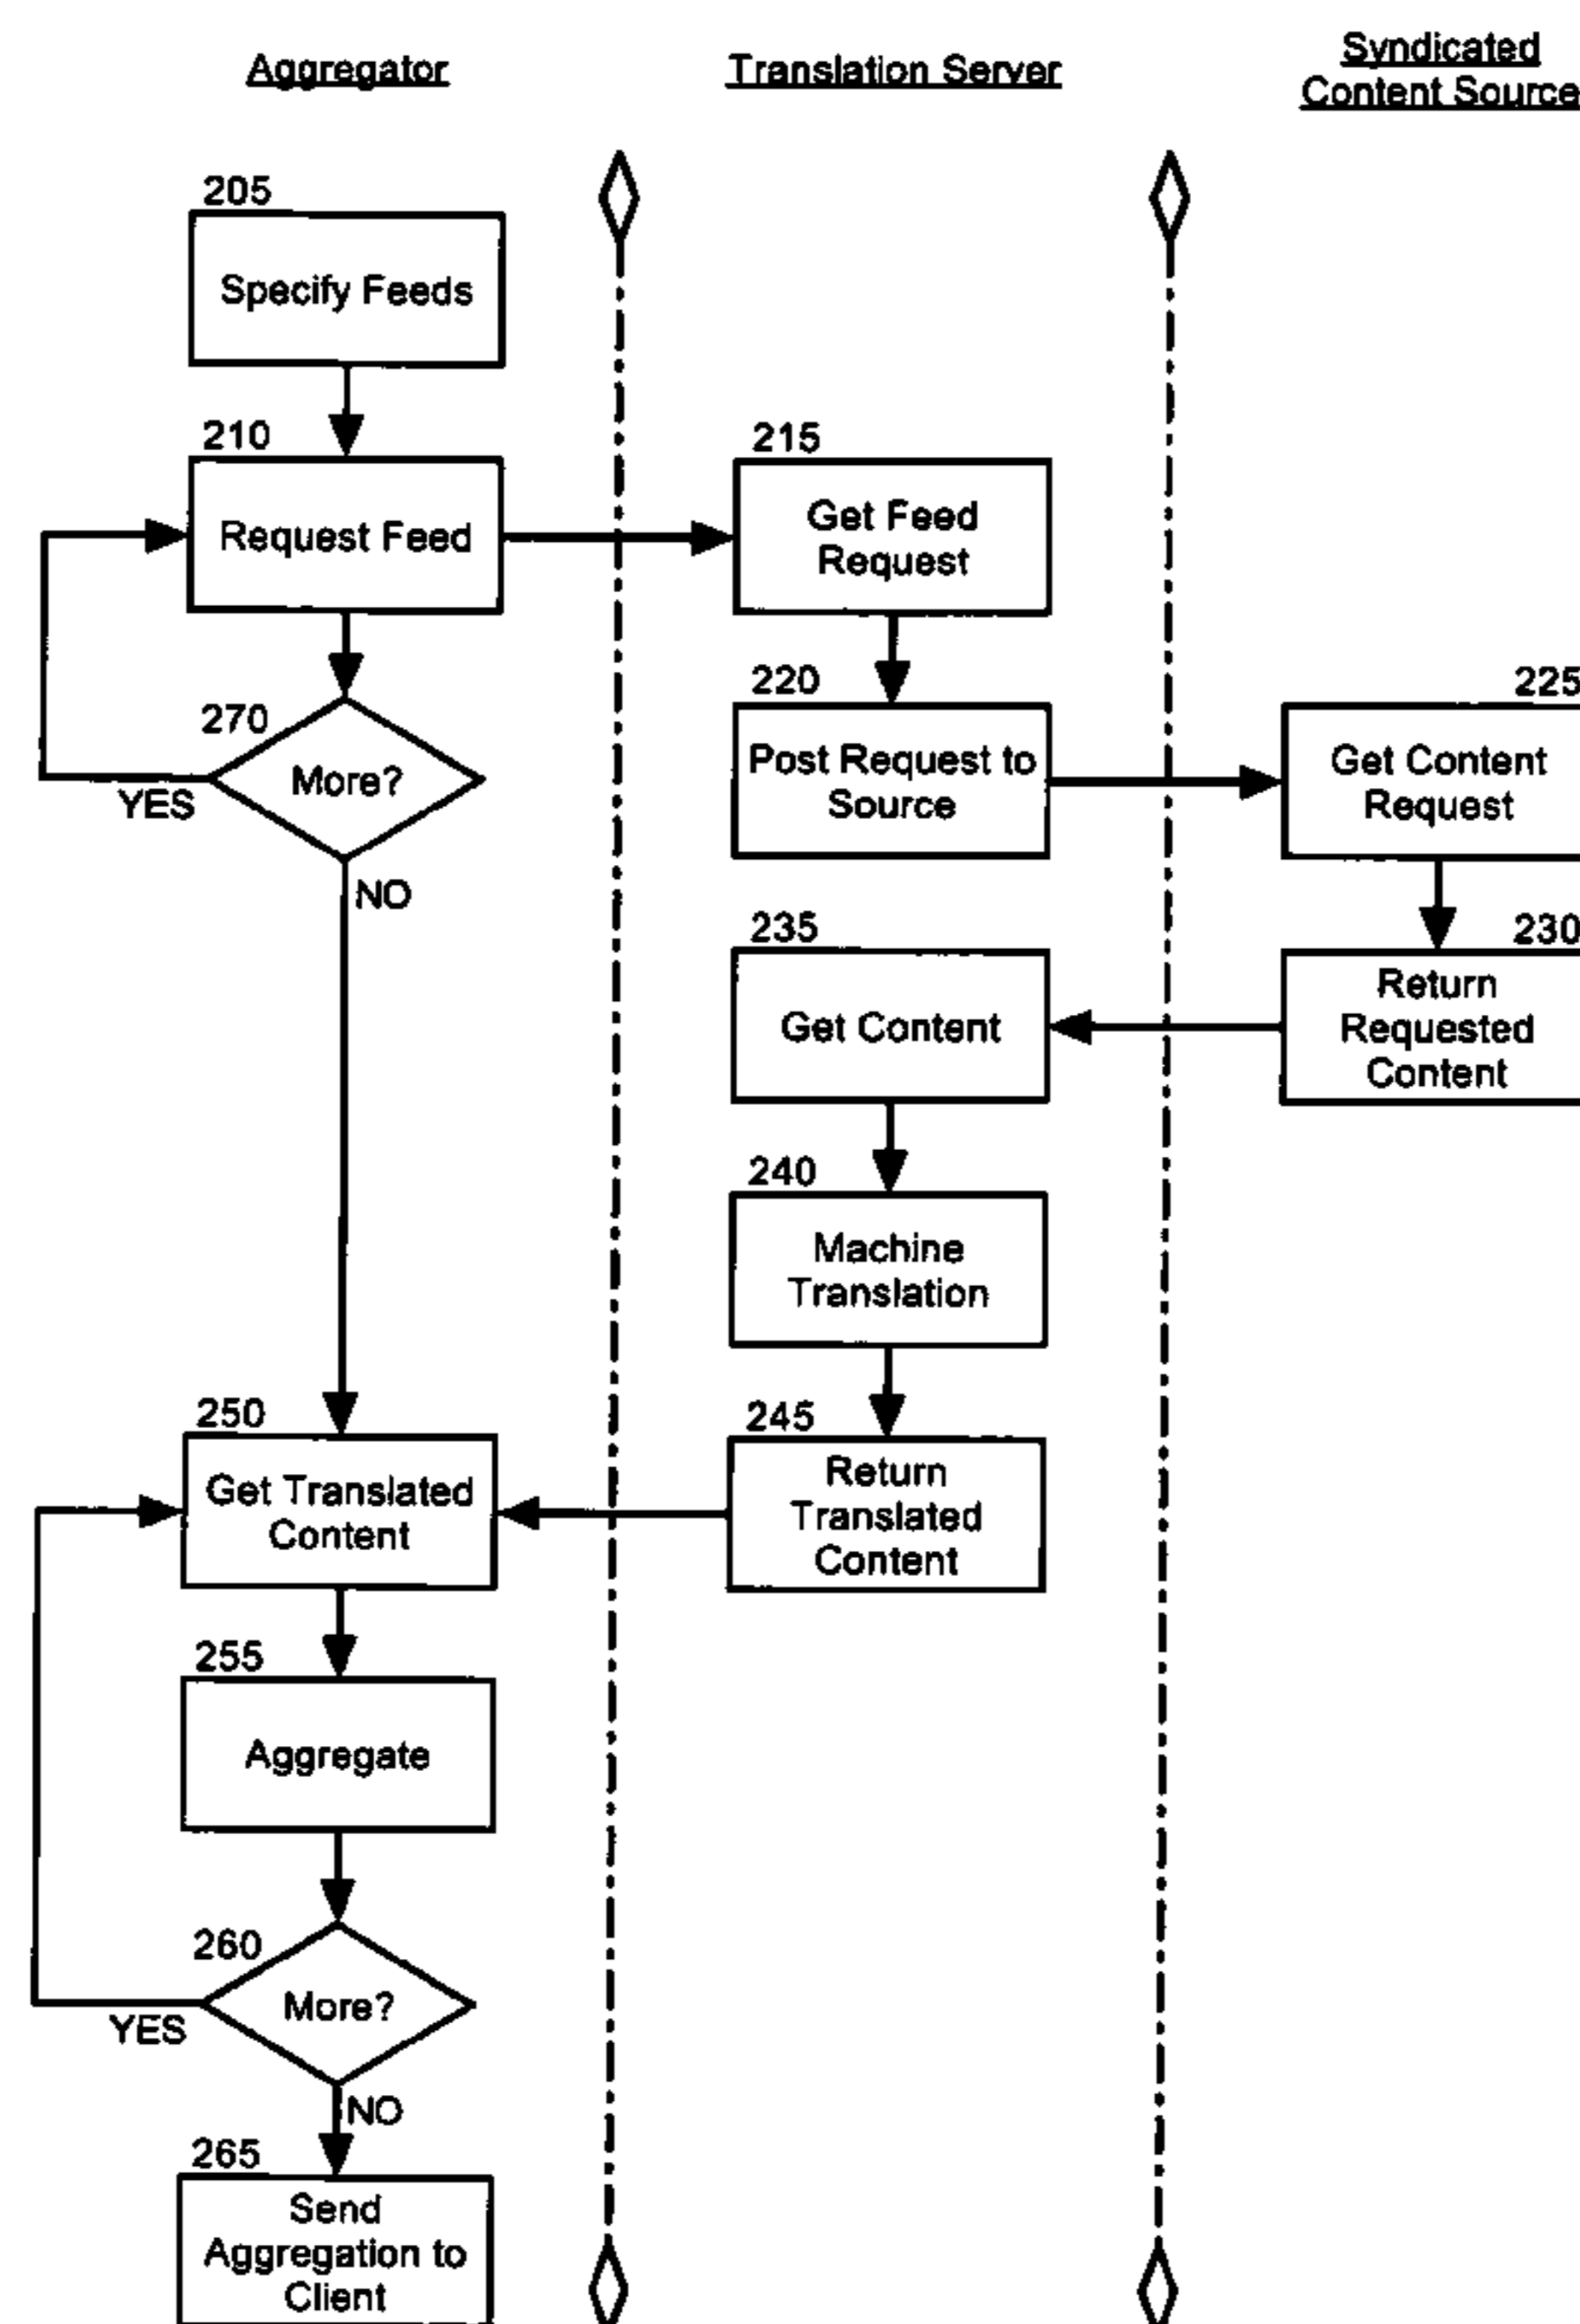 Aggregator
Translation Server
Syndicated
Content Source
205
Specify Feeds
210
Request Feed
215
Get Feed
Request
270
More?
YES
NO
220
Post Request to
Source
225
Get Content
Request
230
Return
Requested
Content
235
Get Content
240
Machine
Translation
245
Return
Translated
Content
250
Get Translated
Content
255
Aggregate
260
More?
YES
NO
265
Send
Aggregation to
Client